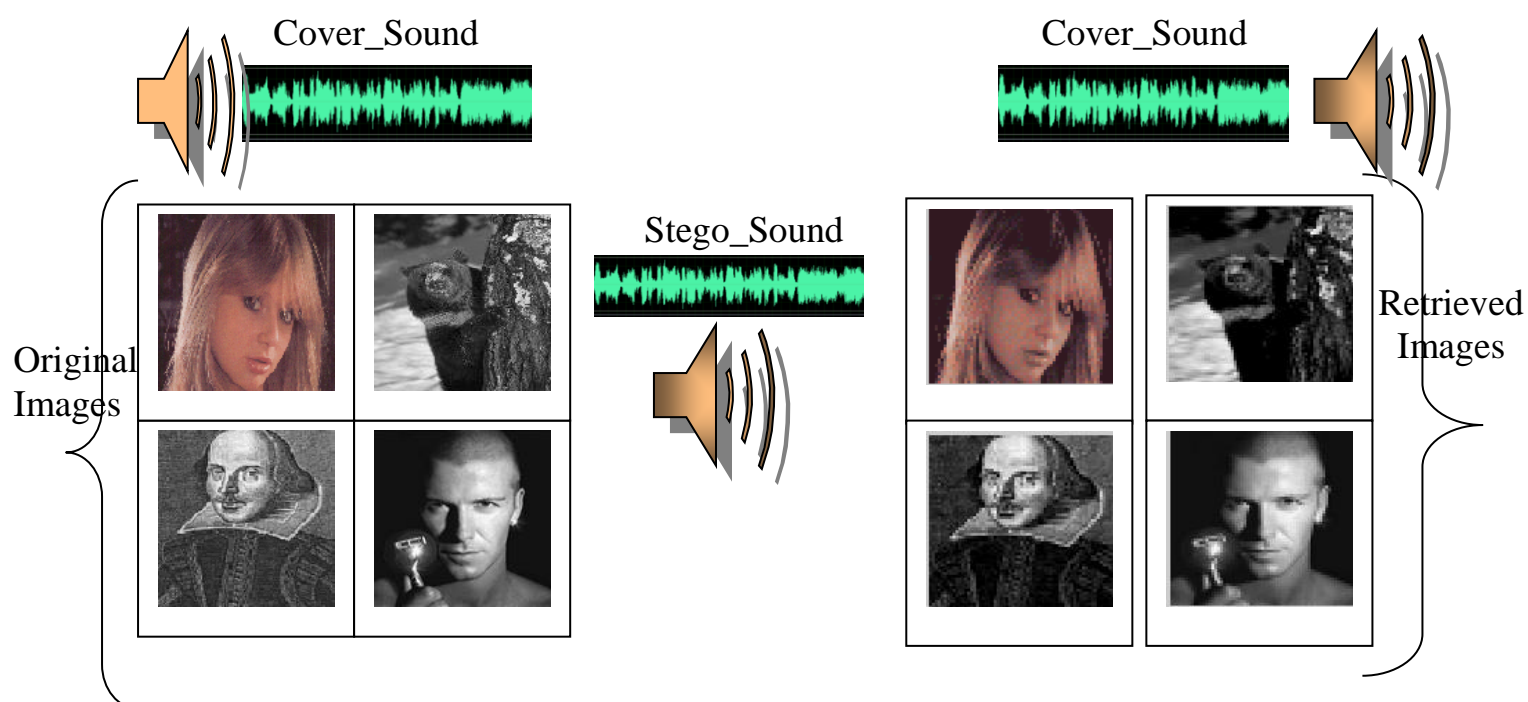 Cover_Sound
Cover_Sound
Stego_Sound
Original
Images
Retrieved
Images